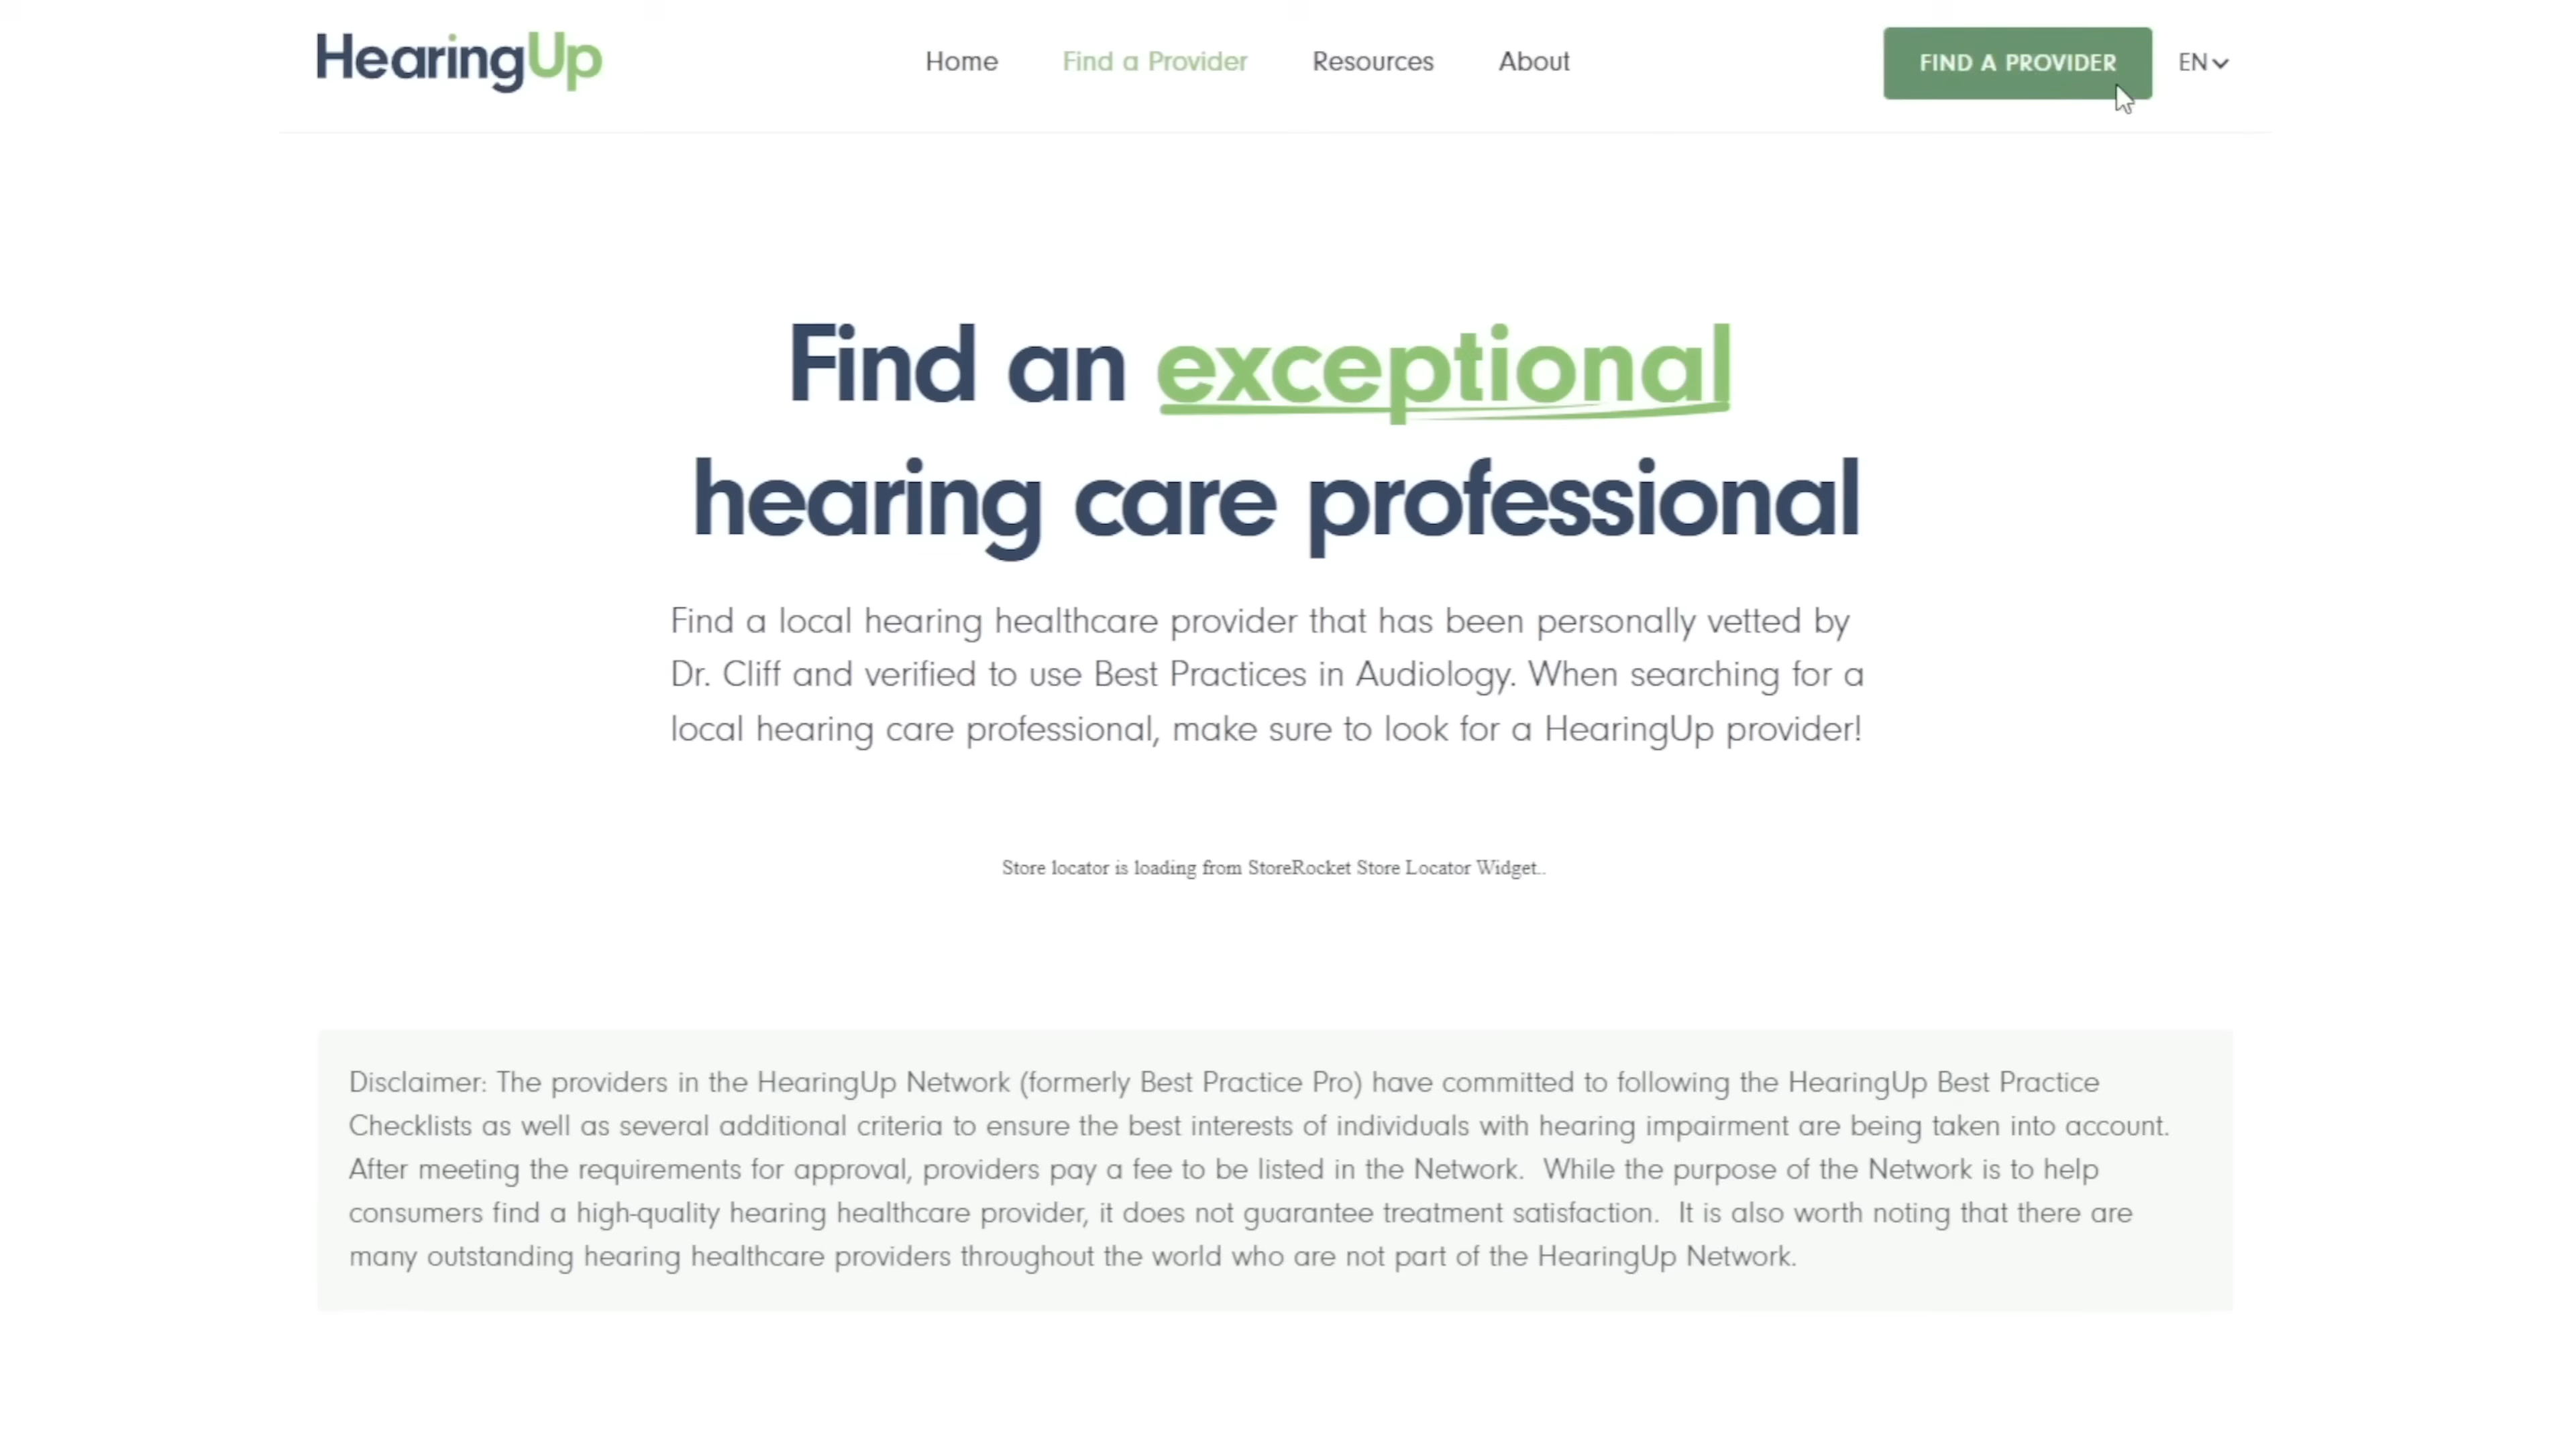 HearingUp
Home Find a Provider Resources About
FIND A PROVIDER
EN
Find an exceptional
hearing care professional
Find a local hearing healthcare provider that has been personally vetted by
Dr. Cliff and verified to use Best Practices in Audiology. When searching for a
local hearing care professional, make sure to look for a HearingUp provider!
Store locator is loading from StoreRocket Store Locator Widget..
Disclaimer: The providers in the HearingUp Network (formerly Best Practice Pro) have committed to following the HearingUp Best Practice
Checklists as well as several additional criteria to ensure the best interests of individuals with hearing impairment are being taken into account.
After meeting the requirements for approval, providers pay a fee to be listed in the Network.  While the purpose of the Network is to help
consumers find a high-quality hearing healthcare provider, it does not guarantee treatment satisfaction.  It is also worth noting that there are
many outstanding hearing healthcare providers throughout the world who are not part of the HearingUp Network.